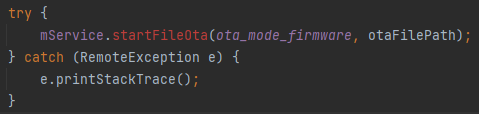 try {
    mService.startFileOta(ota_mode_firmware, otaFilePath);
} catch (RemoteException e) {
    e.printStackTrace();
}